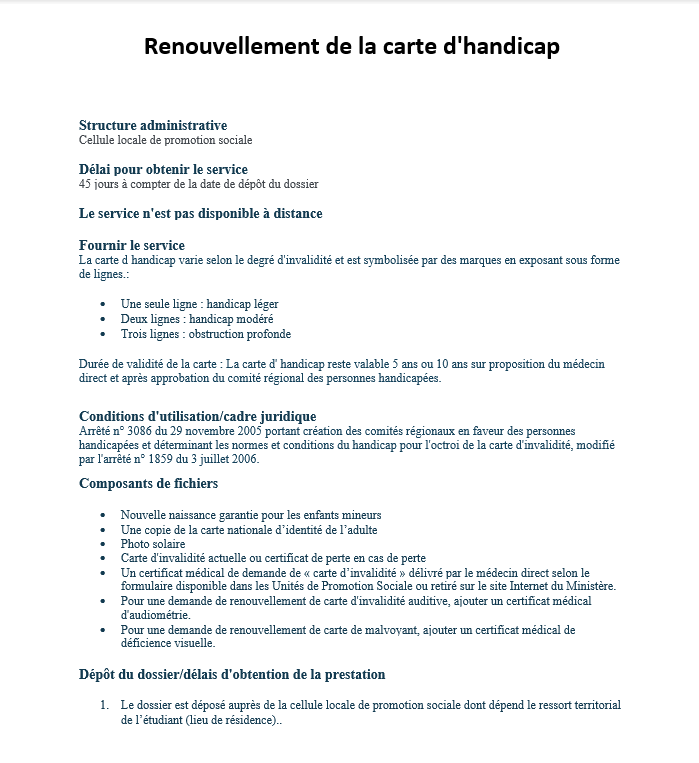 Renouvellement de la carte d'handicap
Structure administrative
Cellule locale de promotion sociale
Délai pour obtenir le service
45 jours à compter de la date de dépôt du dossier
Le service n'est pas disponible à distance
Fournir le service
La carte d handicap varie selon le degré d'invalidité et est symbolisée par des marques en exposant sous forme
de lignes.:
• Une seule ligne : handicap léger
• Deux lignes : handicap modéré
• Trois lignes : obstruction profonde
Durée de validité de la carte : La carte d' handicap reste valable 5 ans ou 10 ans sur proposition du médecin
direct et après approbation du comité régional des personnes handicapées.
Conditions d'utilisation/cadre juridique
Arrêté n° 3086 du 29 novembre 2005 portant création des comités régionaux en faveur des personnes
handicapées et déterminant les normes et conditions du handicap pour l'octroi de la carte d'invalidité, modifié
par l'arrêté n° 1859 du 3 juillet 2006.
Composants de fichiers
• Nouvelle naissance garantie pour les enfants mineurs
• Une copie de la carte nationale d’identité de l’adulte
• Photo solaire
• Carte d'invalidité actuelle ou certificat de perte en cas de perte
• Un certificat médical de demande de « carte d’invalidité » délivré par le médecin direct selon le
formulaire disponible dans les Unités de Promotion Sociale ou retiré sur le site Internet du Ministère.
• Pour une demande de renouvellement de carte d'invalidité auditive, ajouter un certificat médical
d'audiométrie.
• Pour une demande de renouvellement de carte de malvoyant, ajouter un certificat médical de
déficience visuelle.
Dépôt du dossier/délais d'obtention de la prestation
1. Le dossier est déposé auprès de la cellule locale de promotion sociale dont dépend le ressort territorial
de l’étudiant (lieu de résidence)..